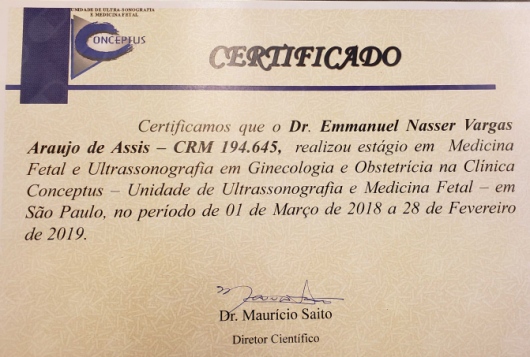 UNIDADE DE ULTRA-SONOGRAFIA
E MEDICINA FETAL
CONCEPTUS
CERTIFICADO
Certificamos que o Dr. Emmanuel Nasser Vargas
Araujo de Assis – CRM 194.645, realizou estágio em Medicina
Fetal e Ultrassonografia em Ginecologia e Obstetrícia na Clínica
Conceptus – Unidade de Ultrassonografia e Medicina Fetal – em
São Paulo, no período de 01 de Março de 2018 a 28 de Fevereiro
de 2019.
Dr. Maurício Saito
Diretor Científico